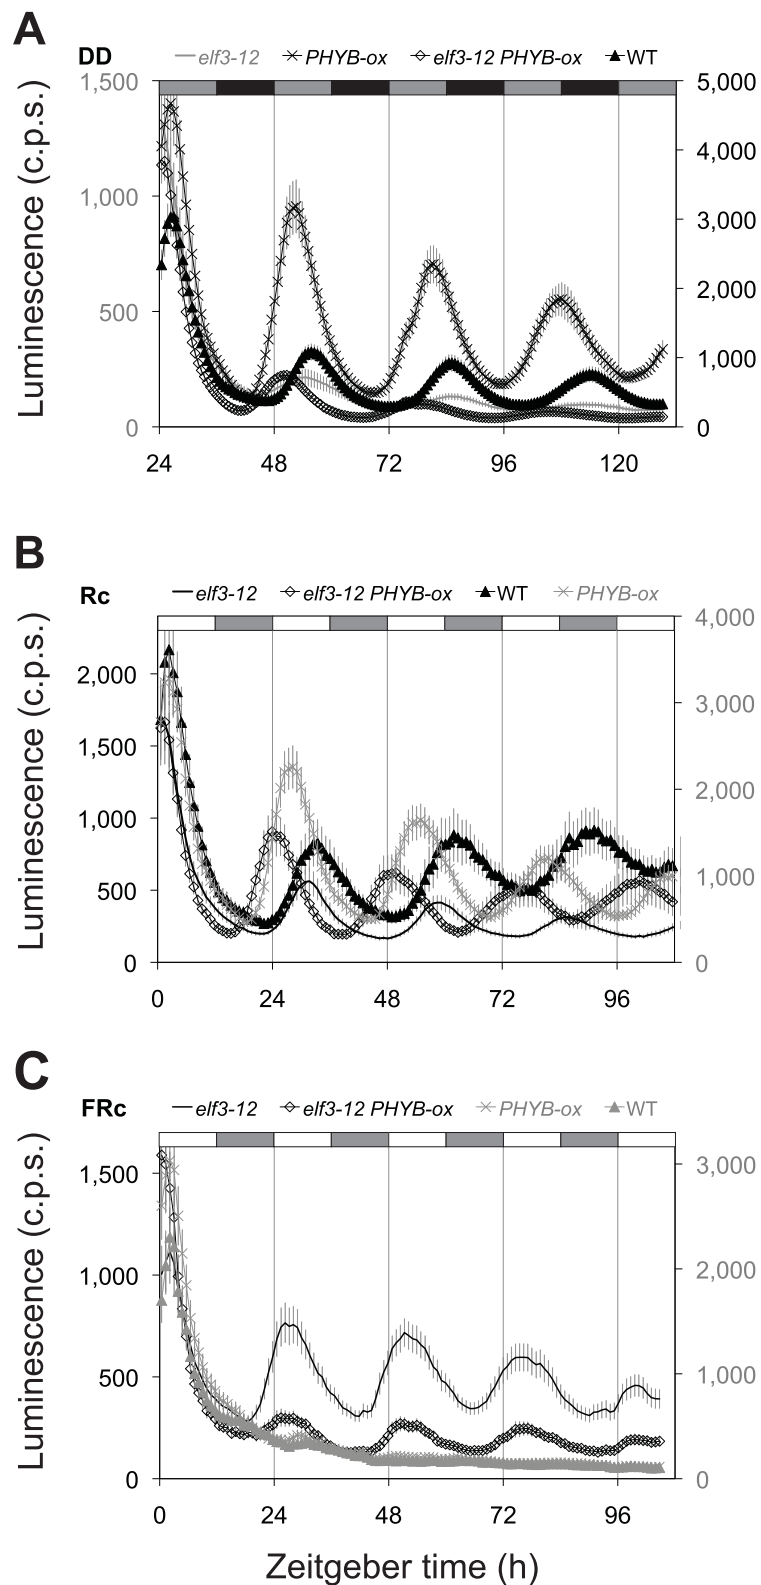 A
DD elf3-12 PHYB-ox elf3-12 PHYB-ox WT
1,500 5,000
4,000
1,000 3,000
2,000
500
1,000
0 0
24 48 72 96 120
Luminescence (c.p.s.)
B
Rc elf3-12 elf3-12 PHYB-ox WT PHYB-ox
4,000
2,000
3,000
1,500
2,000
1,000
1,000
500
0 0
0 24 48 72 96
Luminescence (c.p.s.)
C
FRc elf3-12 elf3-12 PHYB-ox PHYB-ox WT
1,500 3,000
1,000 2,000
500 1,000
0 0
0 24 48 72 96
Luminescence (c.p.s.)
Zeitgeber time (h)